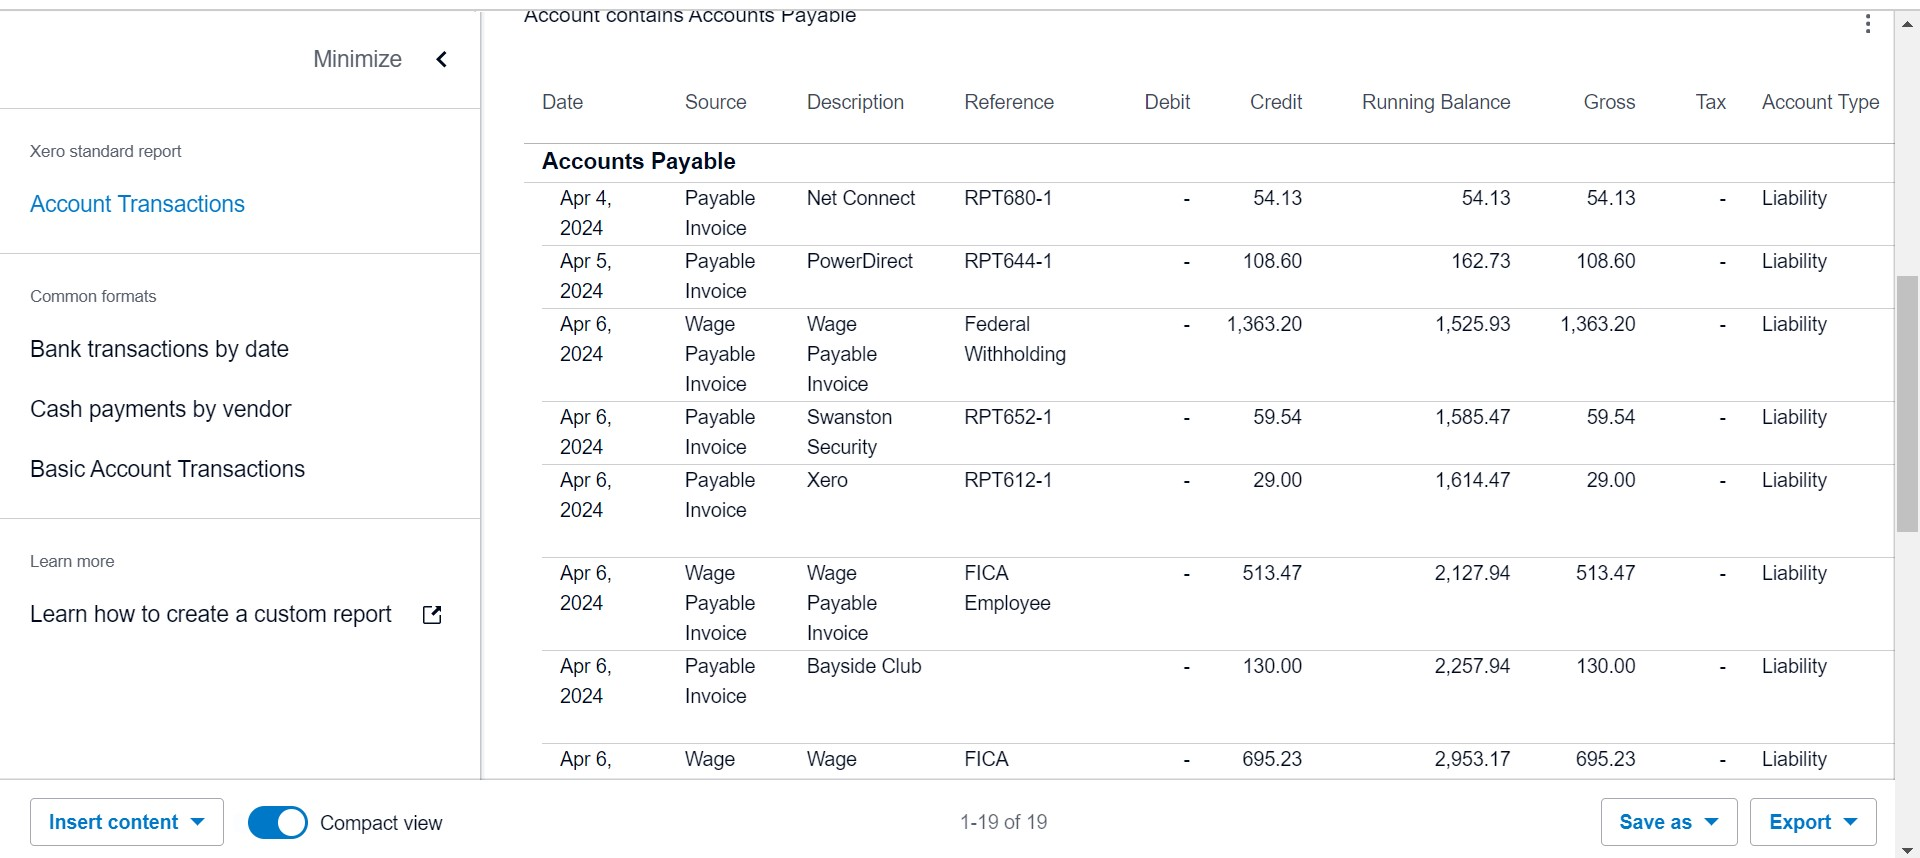 Account contains Accounts Payable
Minimize
Xero standard report
Account Transactions
Common formats
Bank transactions by date
Cash payments by vendor
Basic Account Transactions
Learn more
Learn how to create a custom report
Date Source Description Reference Debit Credit Running Balance Gross Tax Account Type
Accounts Payable
Apr 4, Payable Net Connect RPT680-1 - 54.13 54.13 54.13 - Liability
2024 Invoice
Apr 5, Payable PowerDirect RPT644-1 - 108.60 162.73 108.60 - Liability
2024 Invoice
Apr 6, Wage Wage Federal - 1,363.20 1,525.93 1,363.20 - Liability
2024 Payable Payable Withholding
Invoice Invoice
Apr 6, Payable Swanston RPT652-1 - 59.54 1,585.47 59.54 - Liability
2024 Invoice Security
Apr 6, Payable Xero RPT612-1 - 29.00 1,614.47 29.00 - Liability
2024 Invoice
Apr 6, Wage Wage FICA - 513.47 2,127.94 513.47 - Liability
2024 Payable Payable Employee
Invoice Invoice
Apr 6, Payable Bayside Club - 130.00 2,257.94 130.00 - Liability
2024 Invoice
Apr 6, Wage Wage FICA - 695.23 2,953.17 695.23 - Liability
Insert content Compact view 1-19 of 19 Save as Export